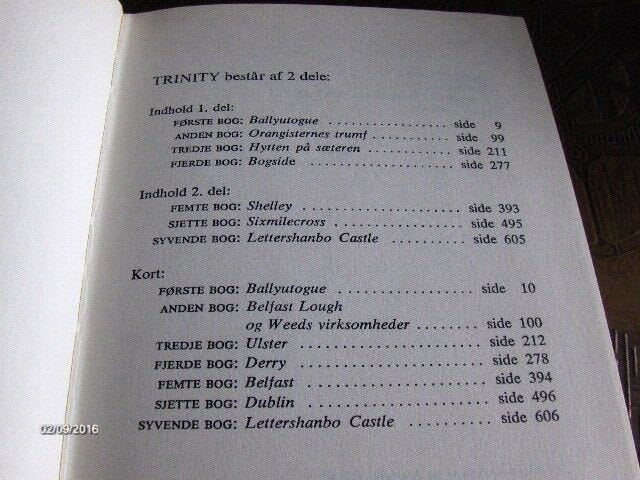 TRINITY består af 2 dele:
Indhold 1. del:
FØRSTE BOG: Ballyutogue .................. side 9
ANDEN BOG: Orangisternes trumf ............ side 99
TREDJE BOG: Hytten på sæteren ............ side 211
FJERDE BOG: Bogside ..................... side 277
Indhold 2. del:
FEMTE BOG: Shelley ..................... side 393
SJETTE BOG: Sixmilecross ................ side 495
SYVENDE BOG: Lettershanbo Castle .......... side 605
Kort:
FØRSTE BOG: Ballyutogue ................. side 10
ANDEN BOG: Belfast Lough
og Weeds virksomheder ........ side 100
TREDJE BOG: Ulster ...................... side 212
FJERDE BOG: Derry ...................... side 278
FEMTE BOG: Belfast ..................... side 394
SJETTE BOG: Dublin ..................... side 496
SYVENDE BOG: Lettershanbo Castle .......... side 606
02/09/2016